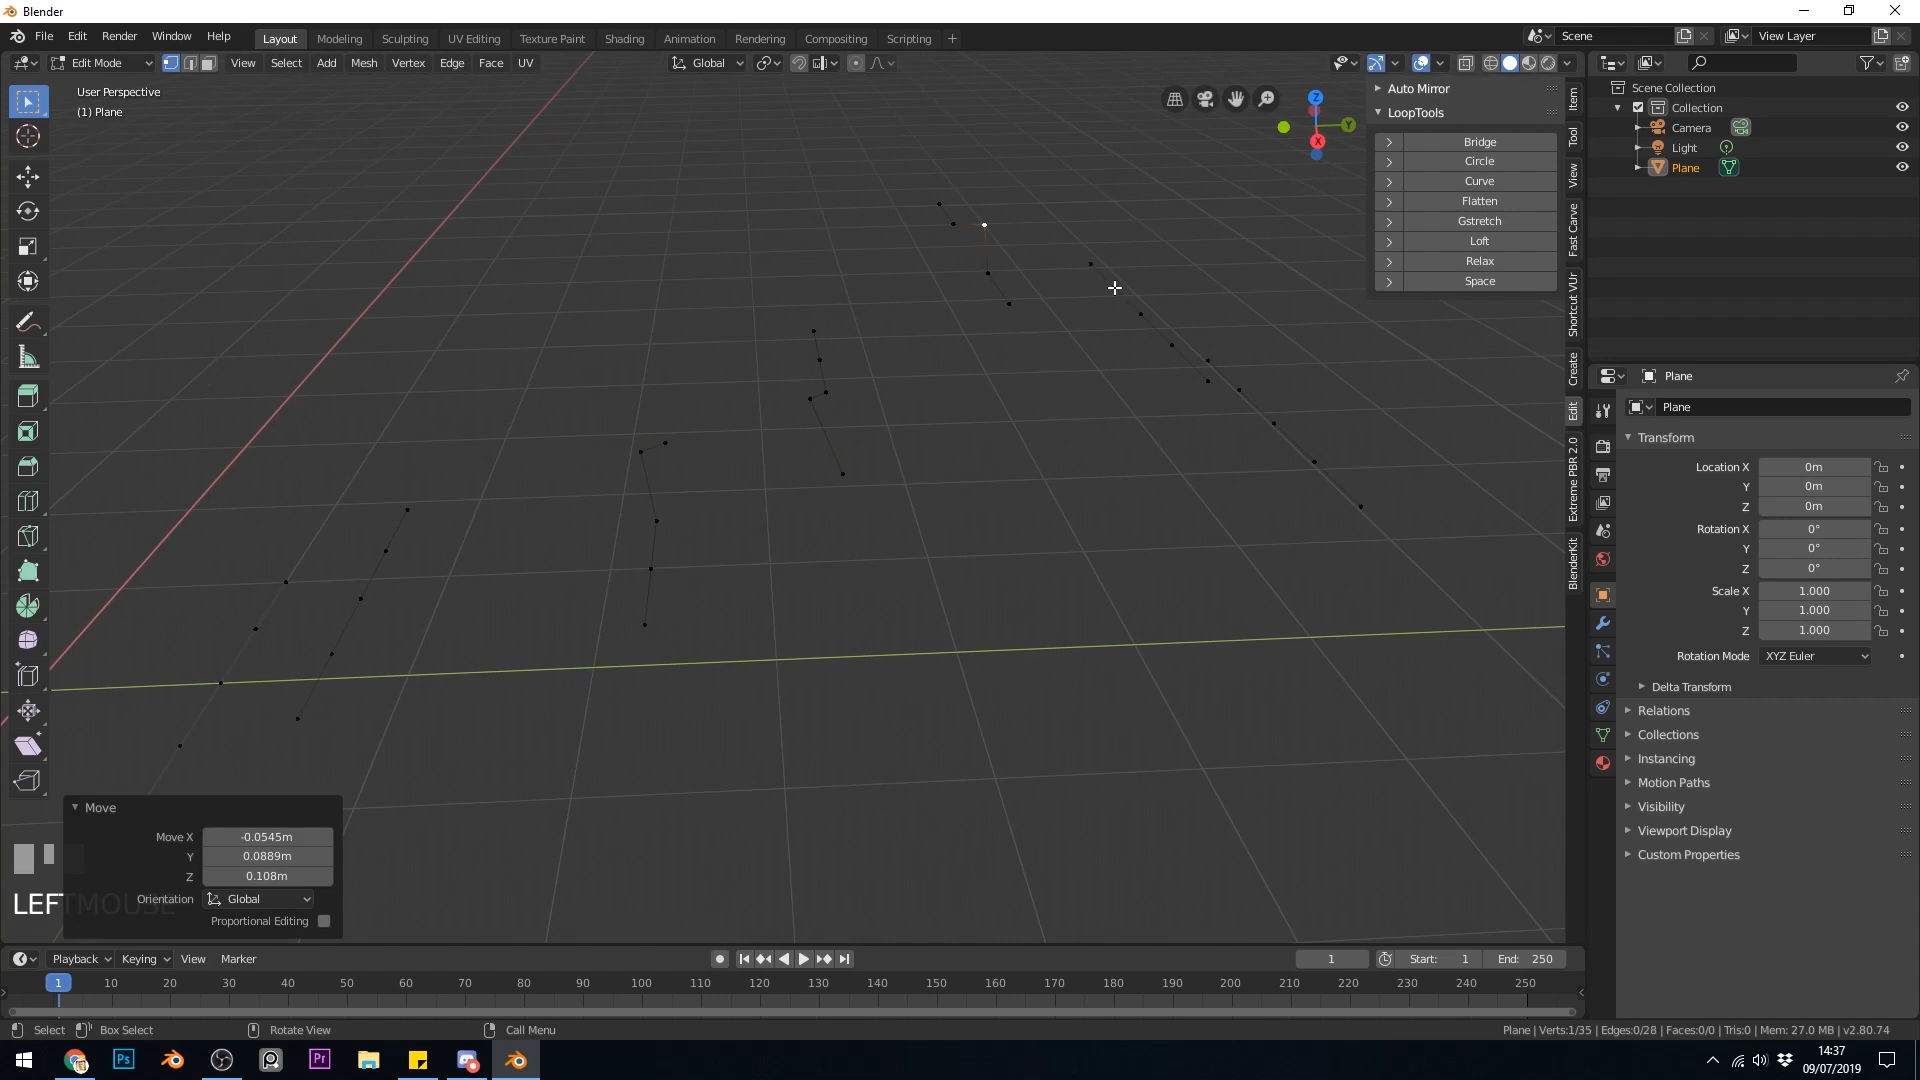 Blender
File Edit Render Window Help
Layout Modeling Sculpting UV Editing Texture Paint Shading Animation Rendering Compositing Scripting +
Scene
View Layer
Edit Mode
View Select Add Mesh Vertex Edge Face UV
Global
User Perspective
(1) Plane
Z
Y
X
Auto Mirror
LoopTools
Bridge
Circle
Curve
Flatten
Gstretch
Loft
Relax
Space
Item
Tool
View
Fast Carve
Shortcut VUr
Create
Edit
Extreme PBR 2.0
BlenderKit
Scene Collection
Collection
Camera
Light
Plane
Plane
Plane
Transform
Location X 0m
Y 0m
Z 0m
Rotation X 0°
Y 0°
Z 0°
Scale X 1.000
Y 1.000
Z 1.000
Rotation Mode XYZ Euler
Delta Transform
Relations
Collections
Instancing
Motion Paths
Visibility
Viewport Display
Custom Properties
Move
Move X -0.0545m
Y 0.0889m
Z 0.108m
Orientation Global
Proportional Editing
LEFTMOUSE
Playback Keying View Marker
1
Start: 1
End: 250
1 10 20 30 40 50 60 70 80 90 100 110 120 130 140 150 160 170 180 190 200 210 220 230 240 250
Select Box Select Rotate View Call Menu
Plane | Verts:1/35 | Edges:0/28 | Faces:0/0 | Tris:0 | Mem: 27.0 MB | v2.80.74
Ps
Pr
14:37
09/07/2019